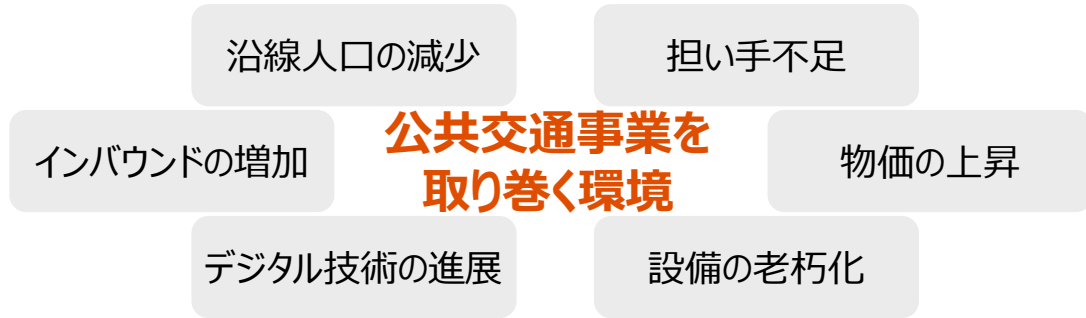 沿線人口の減少
担い手不足
公共交通事業を
取り巻く環境
インバウンドの増加
物価の上昇
デジタル技術の進展
設備の老朽化